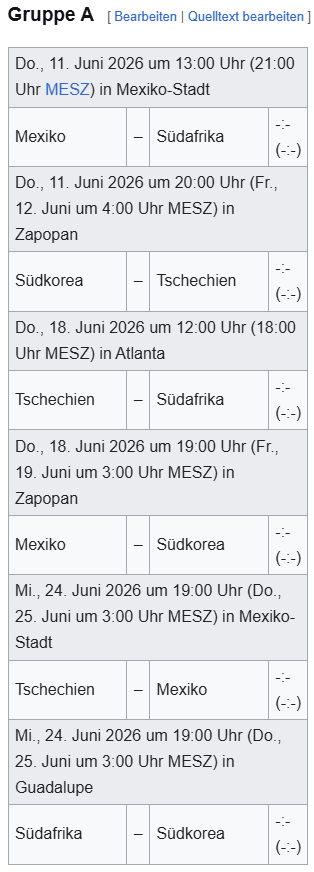 Gruppe A [ Bearbeiten | Quelltext bearbeiten ]
Do., 11. Juni 2026 um 13:00 Uhr (21:00
Uhr MESZ) in Mexiko-Stadt
Mexiko – Südafrika -:-
(-:-)
Do., 11. Juni 2026 um 20:00 Uhr (Fr.,
12. Juni um 4:00 Uhr MESZ) in
Zapopan
Südkorea – Tschechien -:-
(-:-)
Do., 18. Juni 2026 um 12:00 Uhr (18:00
Uhr MESZ) in Atlanta
Tschechien – Südafrika -:-
(-:-)
Do., 18. Juni 2026 um 19:00 Uhr (Fr.,
19. Juni um 3:00 Uhr MESZ) in
Zapopan
Mexiko – Südkorea -:-
(-:-)
Mi., 24. Juni 2026 um 19:00 Uhr (Do.,
25. Juni um 3:00 Uhr MESZ) in Mexiko-
Stadt
Tschechien – Mexiko -:-
(-:-)
Mi., 24. Juni 2026 um 19:00 Uhr (Do.,
25. Juni um 3:00 Uhr MESZ) in
Guadalupe
Südafrika – Südkorea -:-
(-:-)